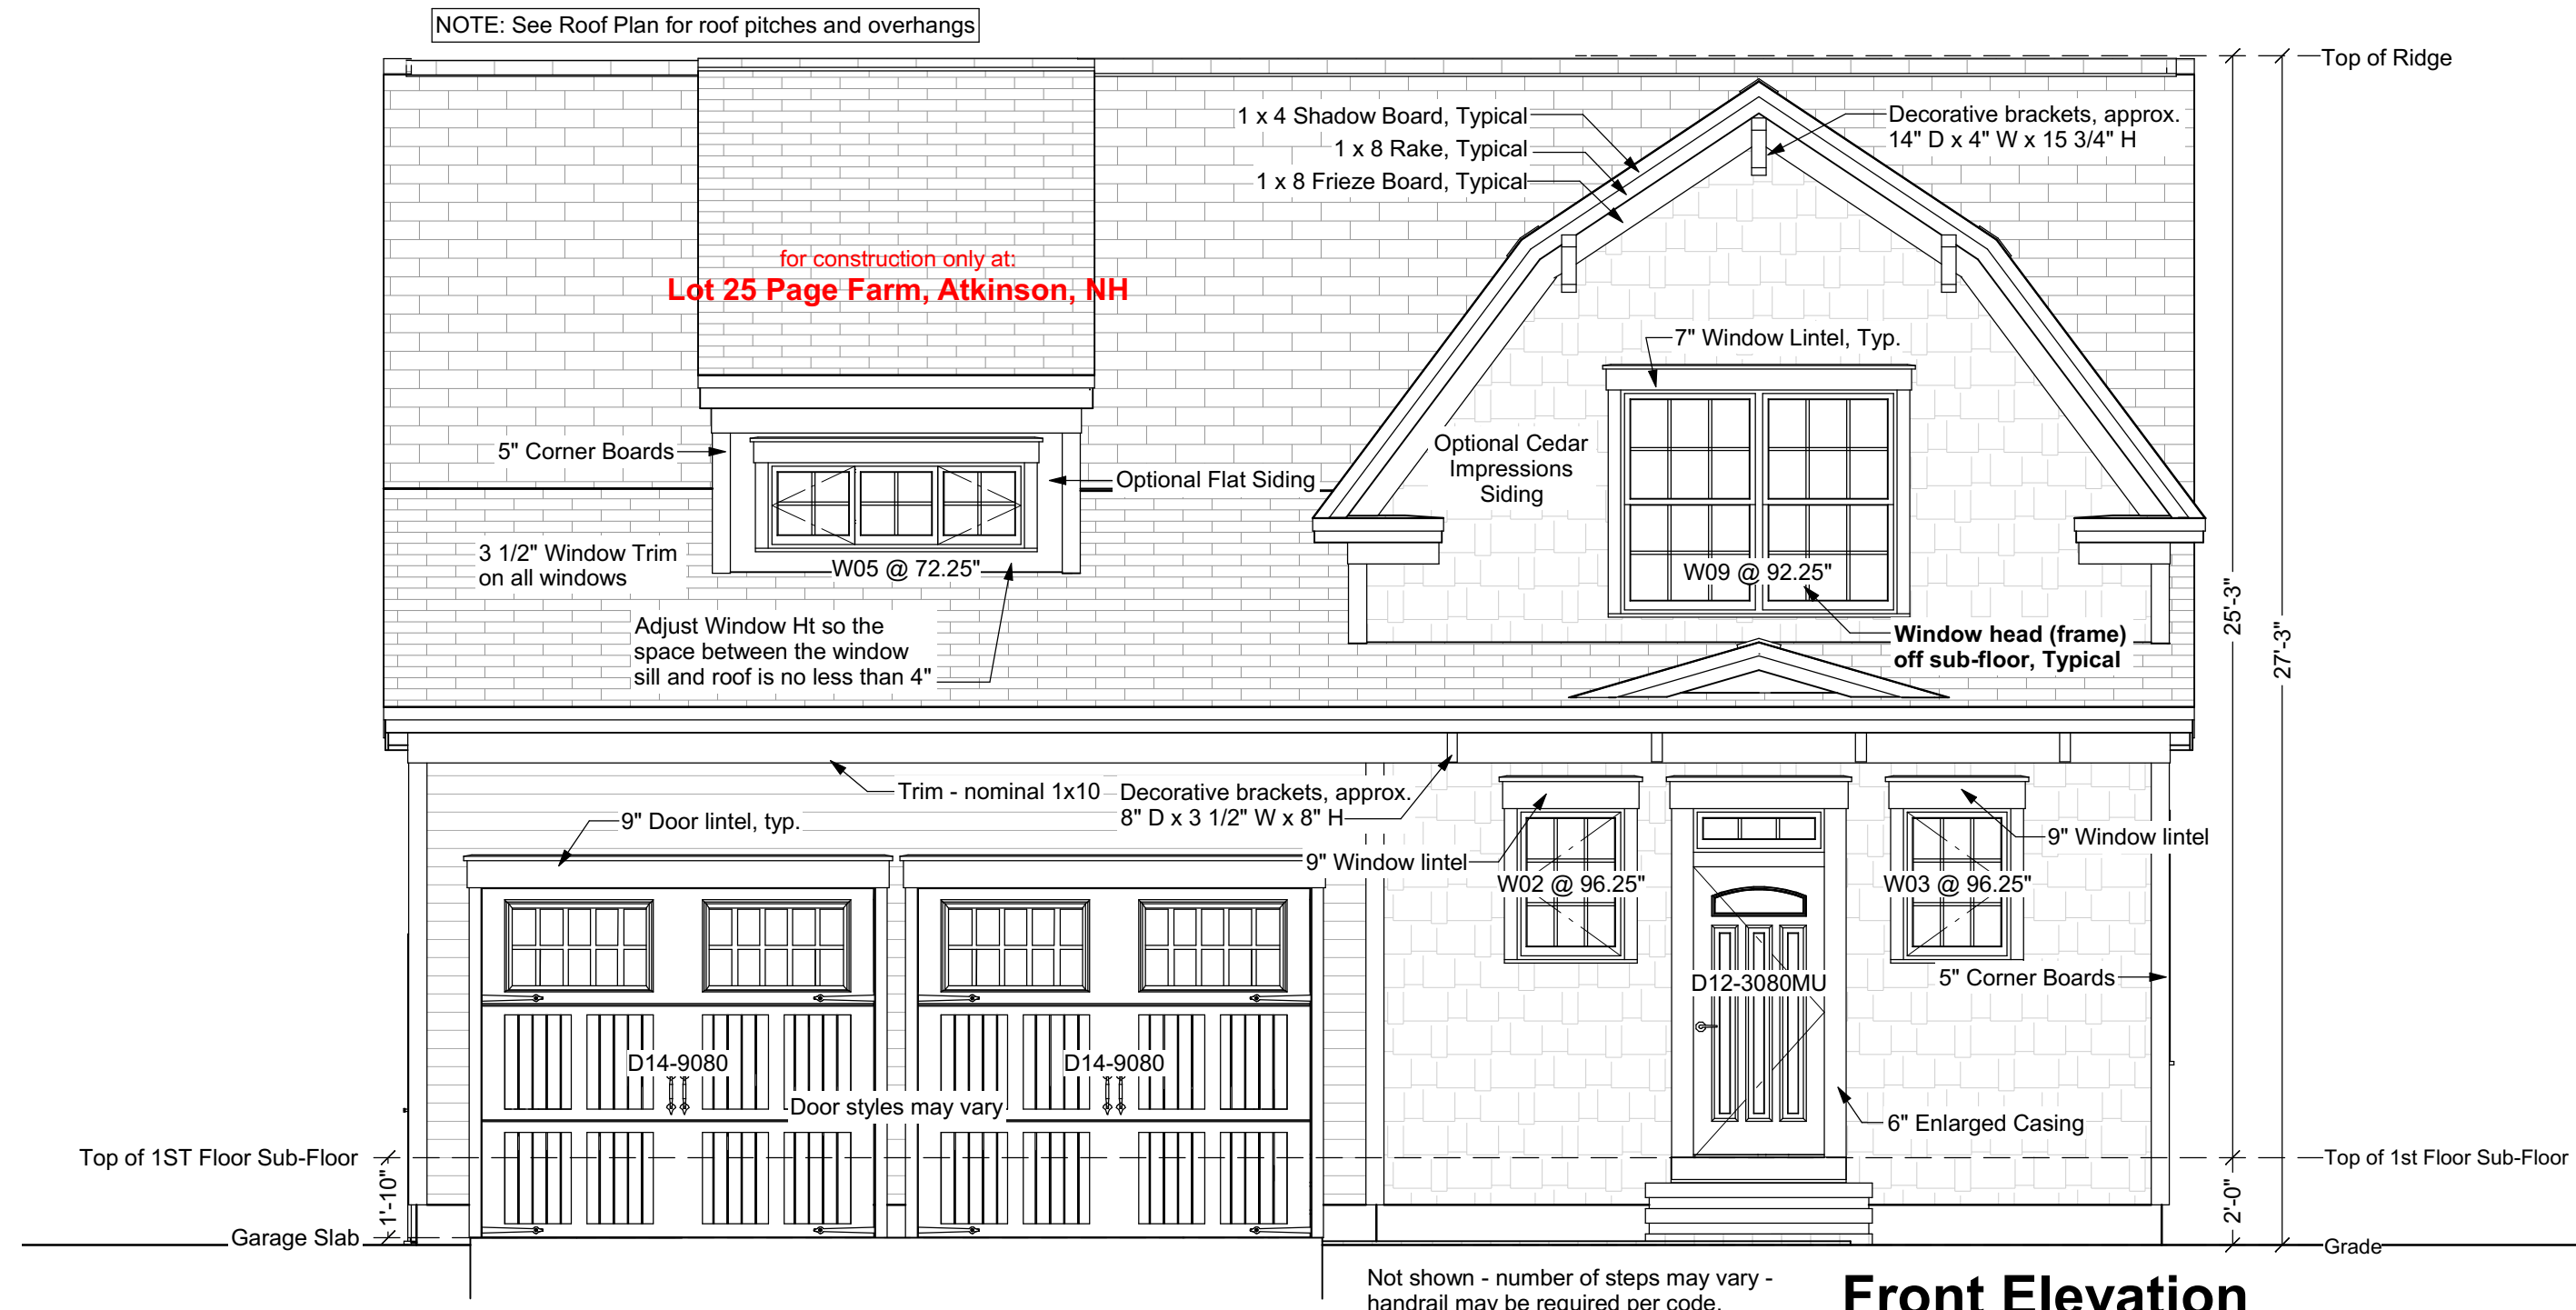 NOTE: See Roof Plan for roof pitches and overhangs
Top of Ridge
1 x 4 Shadow Board, Typical
1 x 8 Rake, Typical
1 x 8 Frieze Board, Typical
Decorative brackets, approx.
14" D x 4" W x 15 3/4" H
for construction only at:
Lot 25 Page Farm, Atkinson, NH
7" Window Lintel, Typ.
5" Corner Boards
Optional Flat Siding
Optional Cedar
Impressions
Siding
3 1/2" Window Trim
on all windows
W05 @ 72.25"
W09 @ 92.25"
Adjust Window Ht so the
space between the window
sill and roof is no less than 4"
Window head (frame)
off sub-floor, Typical
25'-3"
27'-3"
Trim - nominal 1x10
Decorative brackets, approx.
8" D x 3 1/2" W x 8" H
9" Door lintel, typ.
9" Window lintel
9" Window lintel
W02 @ 96.25"
W03 @ 96.25"
D12-3080MU
5" Corner Boards
D14-9080
D14-9080
Door styles may vary
6" Enlarged Casing
Top of 1ST Floor Sub-Floor
Top of 1st Floor Sub-Floor
1'-10"
2'-0"
Garage Slab
Grade
Not shown - number of steps may vary -
handrail may be required per code.
Front Elevation